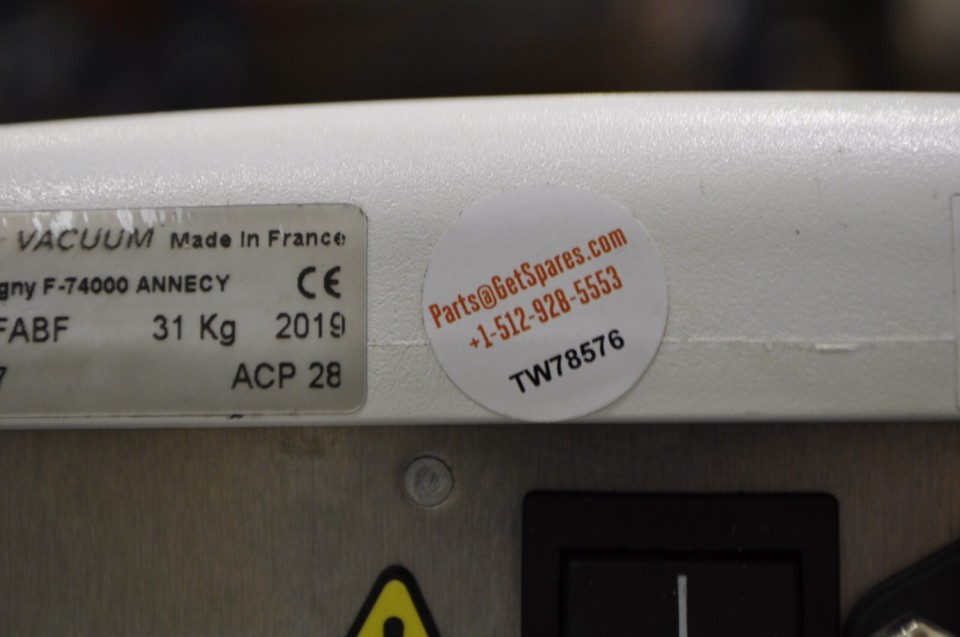 VACUUM Made In France
gny F-74000 ANNECY CE
FABF 31 Kg 2019
7 ACP 28
Parts@GetSpares.com
+1-512-928-5553
TW78576